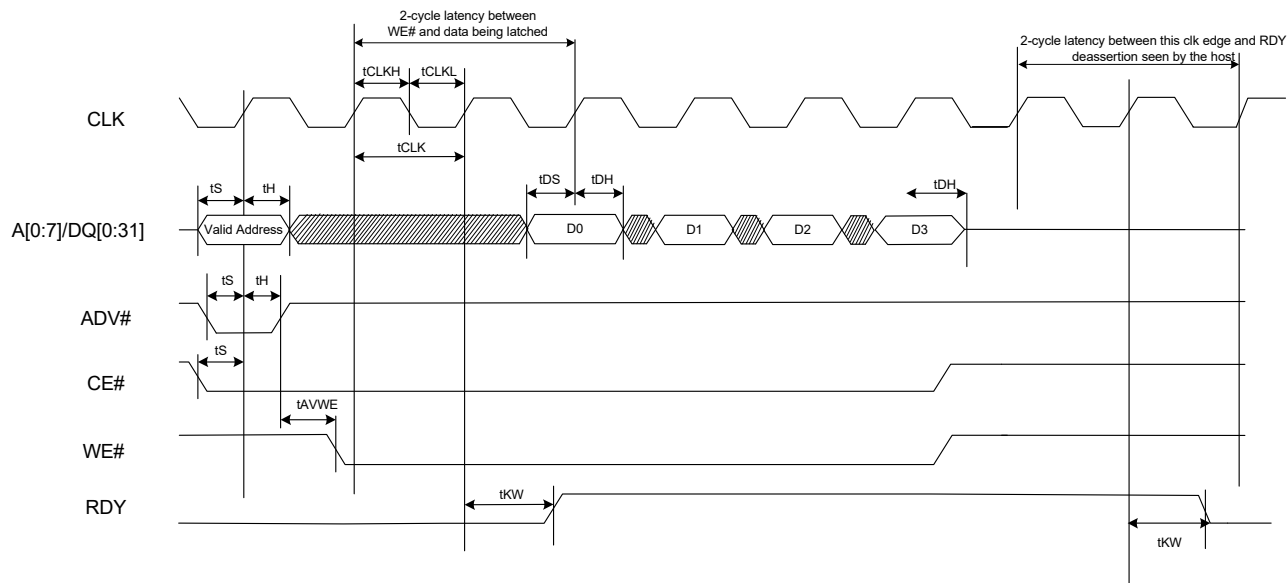 2-cycle latency between
WE# and data being latched
2-cycle latency between this clk edge and RDY
deassertion seen by the host
tCLKH
tCLKL
CLK
tCLK
tS
tH
tDS
tDH
tDH
A[0:7]/DQ[0:31]
Valid Address
D0
D1
D2
D3
tS
tH
ADV#
tS
CE#
tAVWE
WE#
tKW
RDY
tKW